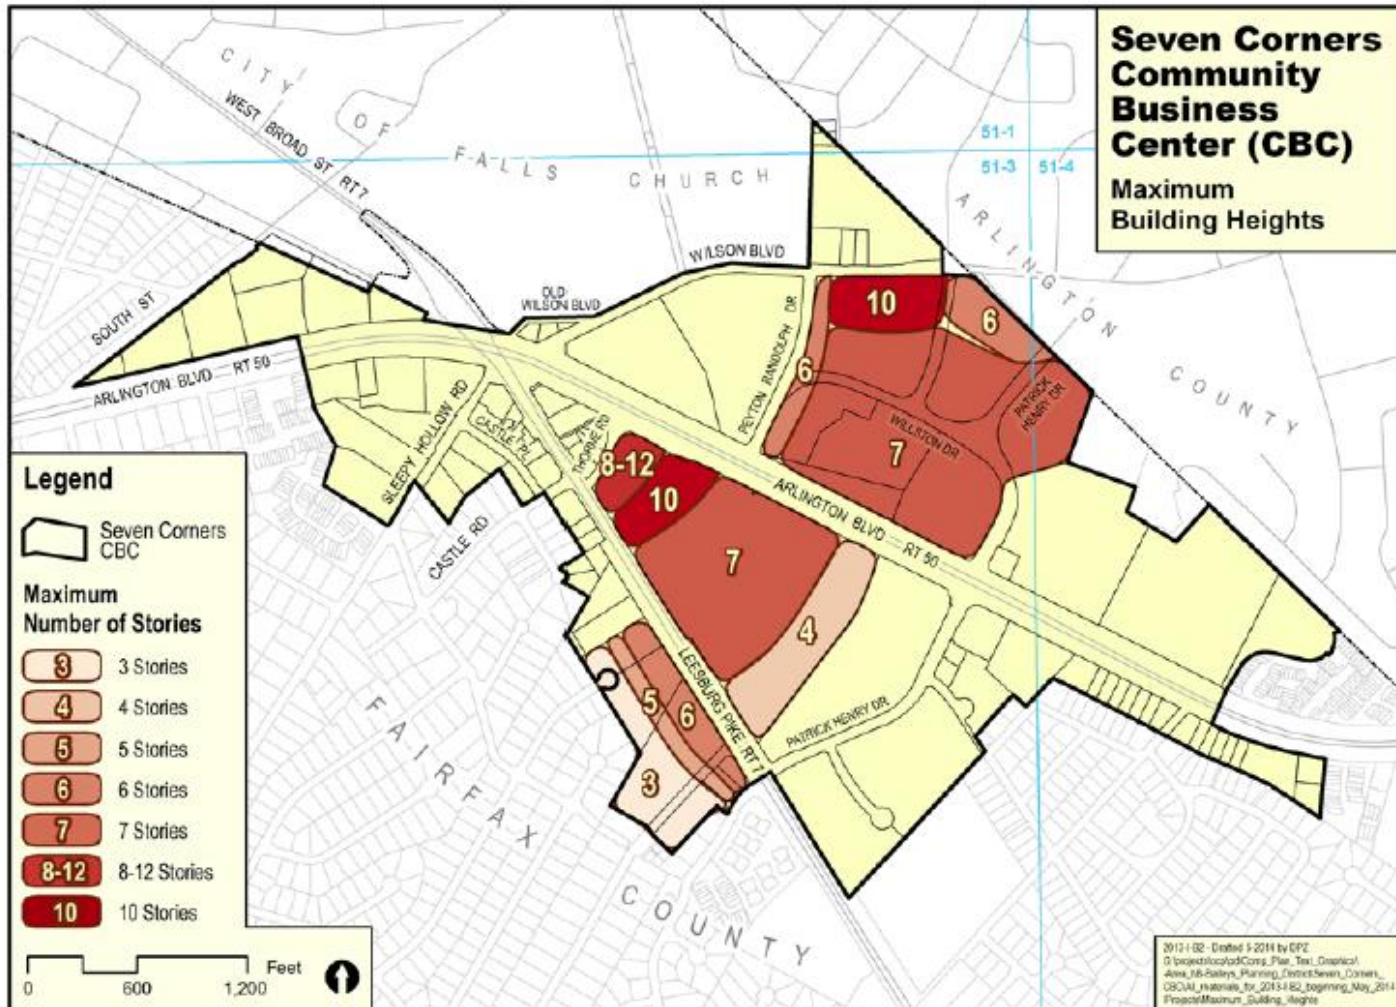 Seven Corners
Community
Business
Center (CBC)
Maximum
Building Heights
CITY
OF
FALLS CHURCH
WEST BROAD ST RT 7
51-1
51-3
51-4
ARLINGTON
COUNTY
WILSON BLVD
OLD
WILSON BLVD
SOUTH ST
ARLINGTON BLVD RT 50
PEYTON RANDOLPH DR
10
6
6
PATRICK
HENRY DR
WILLSTON DR
7
SLEEPY HOLLOW RD
CASTLE PL
THORNE RD
8-12
10
ARLINGTON BLVD RT 50
CASTLE RD
7
4
LEESBURG PIKE RT 7
5
6
3
PATRICK HENRY DR
FAIRFAX
COUNTY
Legend
Seven Corners
CBC
Maximum
Number of Stories
3 3 Stories
4 4 Stories
5 5 Stories
6 6 Stories
7 7 Stories
8-12 8-12 Stories
10 10 Stories
0 600 1,200 Feet